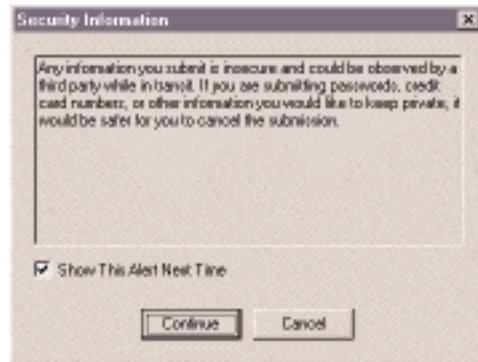 Security Information
Any information you submit is insecure and could be observed by a
third party while in transit. If you are submitting passwords, credit
card numbers, or other information you would like to keep private, it
would be safer for you to cancel the submission.
Show This Alert Next Time
Continue
Cancel